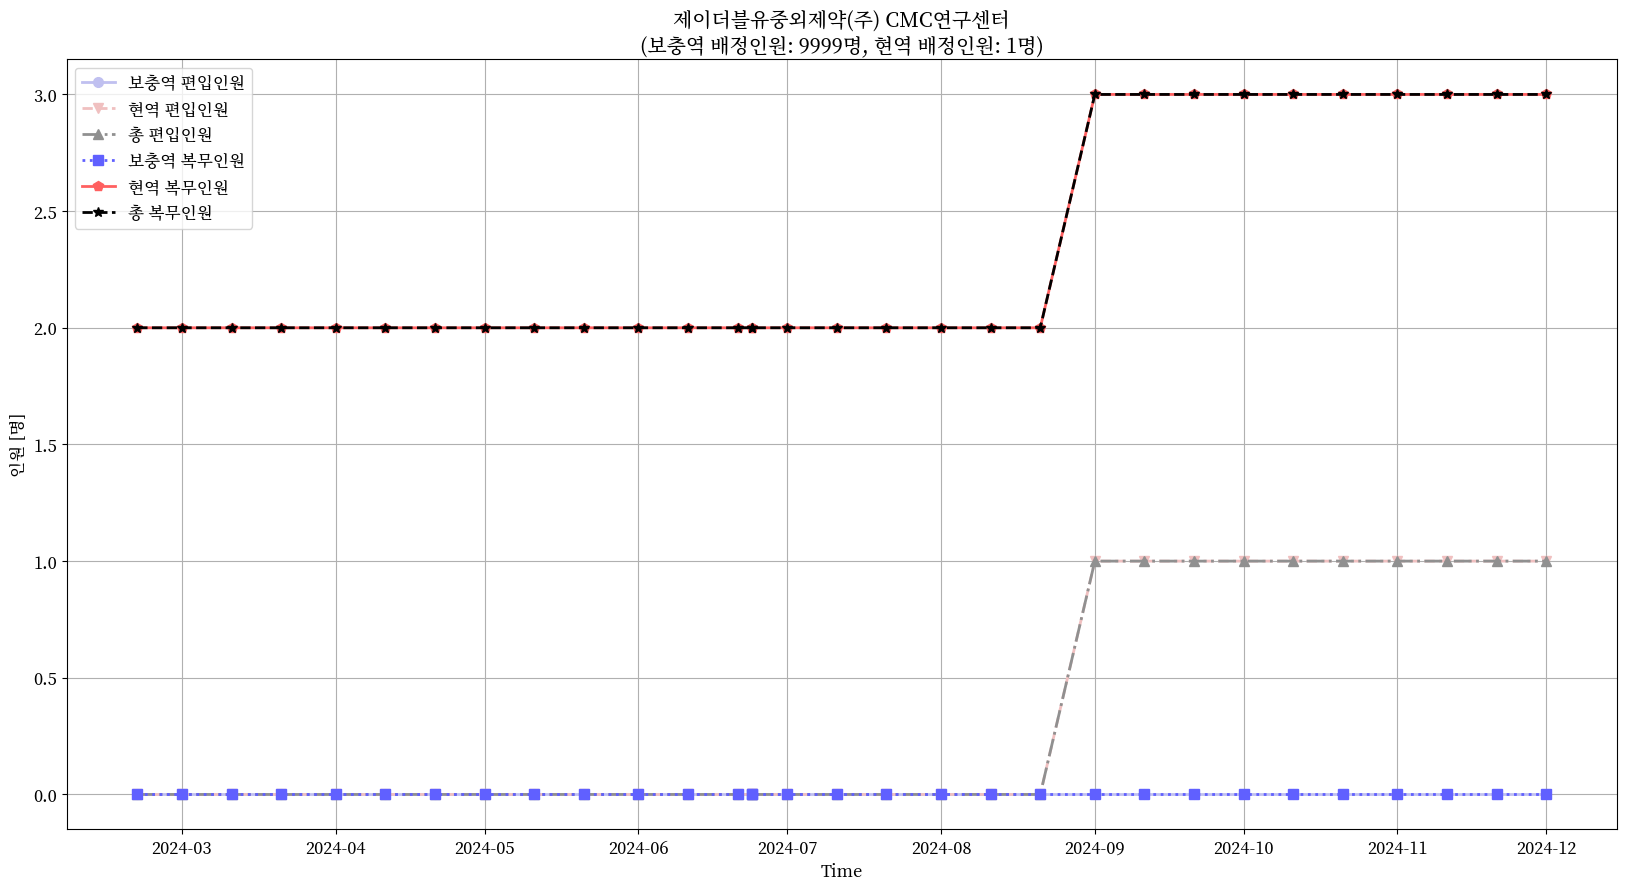 제이더블유중외제약(주) CMC연구센터
(보충역 배정인원: 9999명, 현역 배정인원: 1명)
보충역 편입인원
현역 편입인원
총 편입인원
보충역 복무인원
현역 복무인원
총 복무인원
3.0
2.5
2.0
1.5
1.0
0.5
0.0
인원 [명]
2024-03
2024-04
2024-05
2024-06
2024-07
2024-08
2024-09
2024-10
2024-11
2024-12
Time